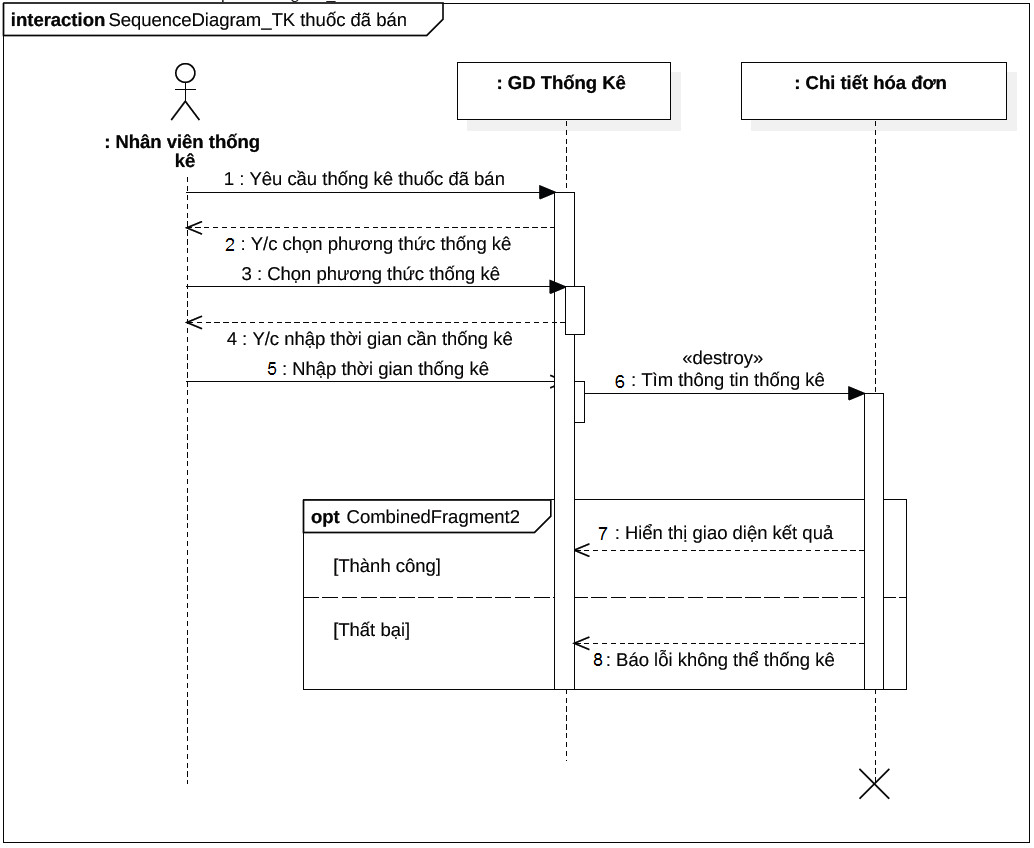 interaction SequenceDiagram_TK thuốc đã bán
: GD Thống Kê
: Chi tiết hóa đơn
: Nhân viên thống
kê
1 : Yêu cầu thống kê thuốc đã bán
2 : Y/c chọn phương thức thống kê
3 : Chọn phương thức thống kê
4 : Y/c nhập thời gian cần thống kê
5 : Nhập thời gian thống kê
«destroy»
6 : Tìm thông tin thống kê
opt CombinedFragment2
7 : Hiển thị giao diện kết quả
[Thành công]
[Thất bại]
8 : Báo lỗi không thể thống kê